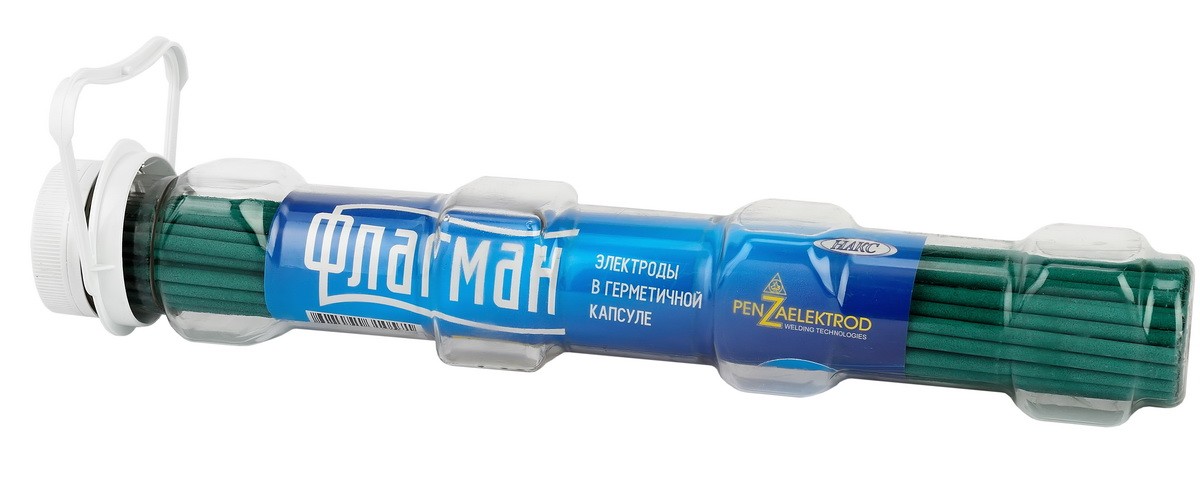 Флагман
ЭЛЕКТРОДЫ
В ГЕРМЕТИЧНОЙ
КАПСУЛЕ
НАКС
PENZAELEKTROD
WELDING TECHNOLOGIES